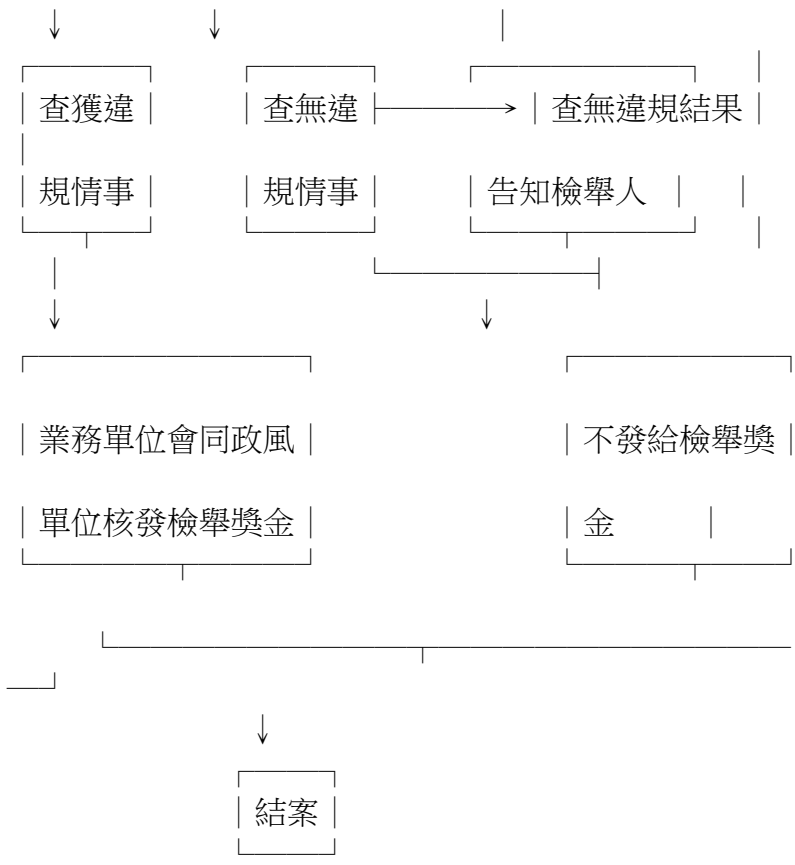 查獲違 查無違 查無違規結果
規情事 規情事 告知檢舉人
業務單位會同政風 不發給檢舉獎
單位核發檢舉獎金 金
結案